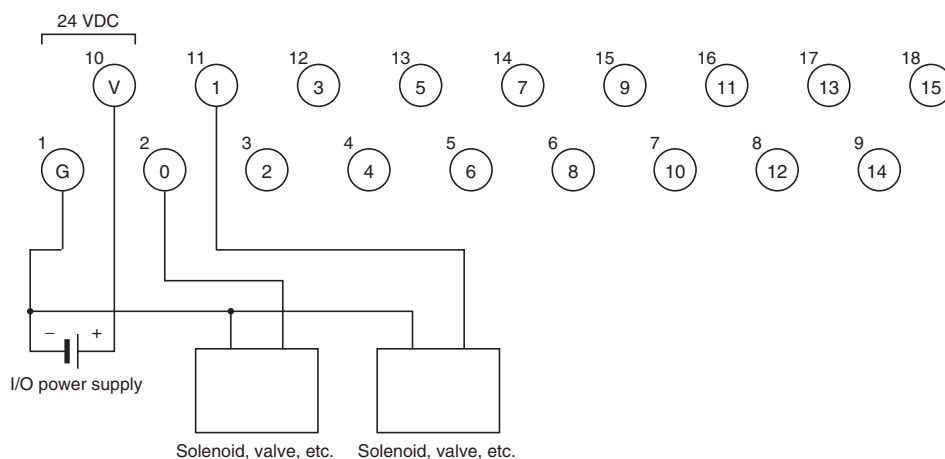 24 VDC
10 11 12 13 14 15 16 17 18
V 1 3 5 7 9 11 13 15
1 2 3 4 5 6 7 8 9
G 0 2 4 6 8 10 12 14
– +
I/O power supply
Solenoid, valve, etc. Solenoid, valve, etc.